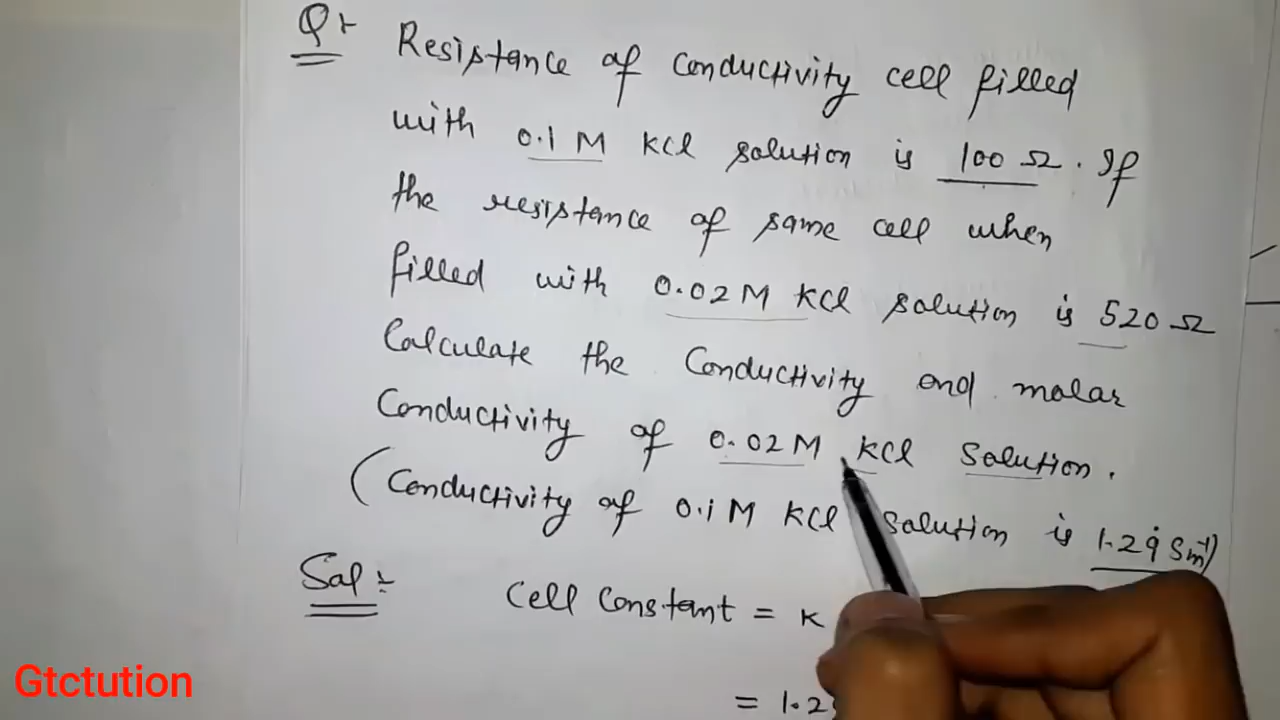 Q:-
Resistance of conductivity cell filled
with 0.1 M KCl solution is 100 Ω. If
the resistance of same cell when
filled with 0.02 M KCl solution is 520 Ω
Calculate the Conductivity and molar
Conductivity of 0.02 M KCl Solution.
(Conductivity of 0.1 M KCl solution is 1.29 Sm⁻¹)
Sol:- Cell Constant = K
= 1.2
Gtctution